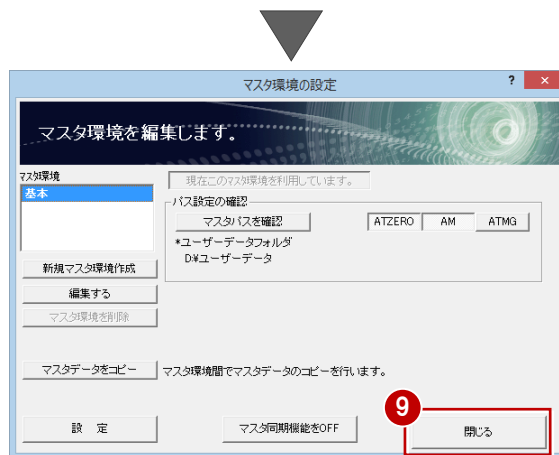 マスタ環境の設定
?
×
マスタ環境を編集します。
マスタ環境
基本
現在このマスタ環境を利用しています。
パス設定の確認
マスタパスを確認
ATZERO
AM
ATMG
*ユーザーデータフォルダ
D:¥ユーザーデータ
新規マスタ環境作成
編集する
マスタ環境を削除
マスタデータをコピー
マスタ環境間でマスタデータのコピーを行います。
9
設 定
マスタ同期機能をOFF
閉じる